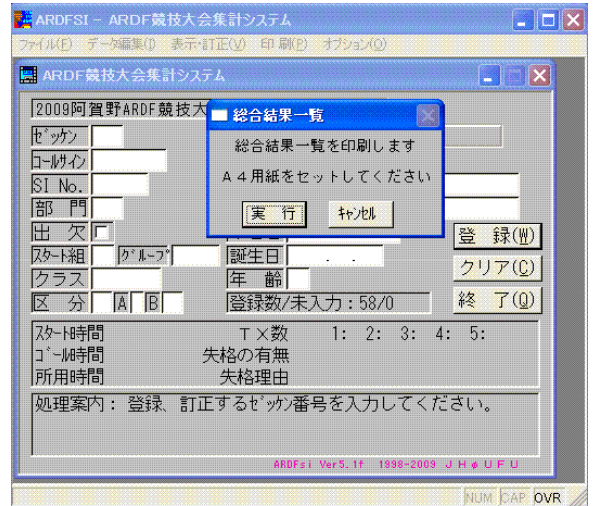 ARDFSI - ARDF競技大会集計システム
ファイル(F) データ編集(I) 表示・訂正(V) 印刷(P) オプション(O)
ARDF競技大会集計システム
2009阿賀野ARDF競技大
総合結果一覧
総合結果一覧を印刷します
A4用紙をセットしてください
実 行 キャンセル
ゼッケン
コールサイン
SI No.
部 門
出 欠
スタート組 グループ 誕生日 . .
クラス 年 齢
区 分 A B 登録数/未入力:58/0
登 録(W)
クリア(C)
終 了(Q)
スタート時間 TX数 1: 2: 3: 4: 5:
ゴール時間 失格の有無
所用時間 失格理由
処理案内: 登録、訂正するゼッケン番号を入力してください。
ARDFsi Ver5.1f 1998-2009 JHφUFU
NUM CAP OVR